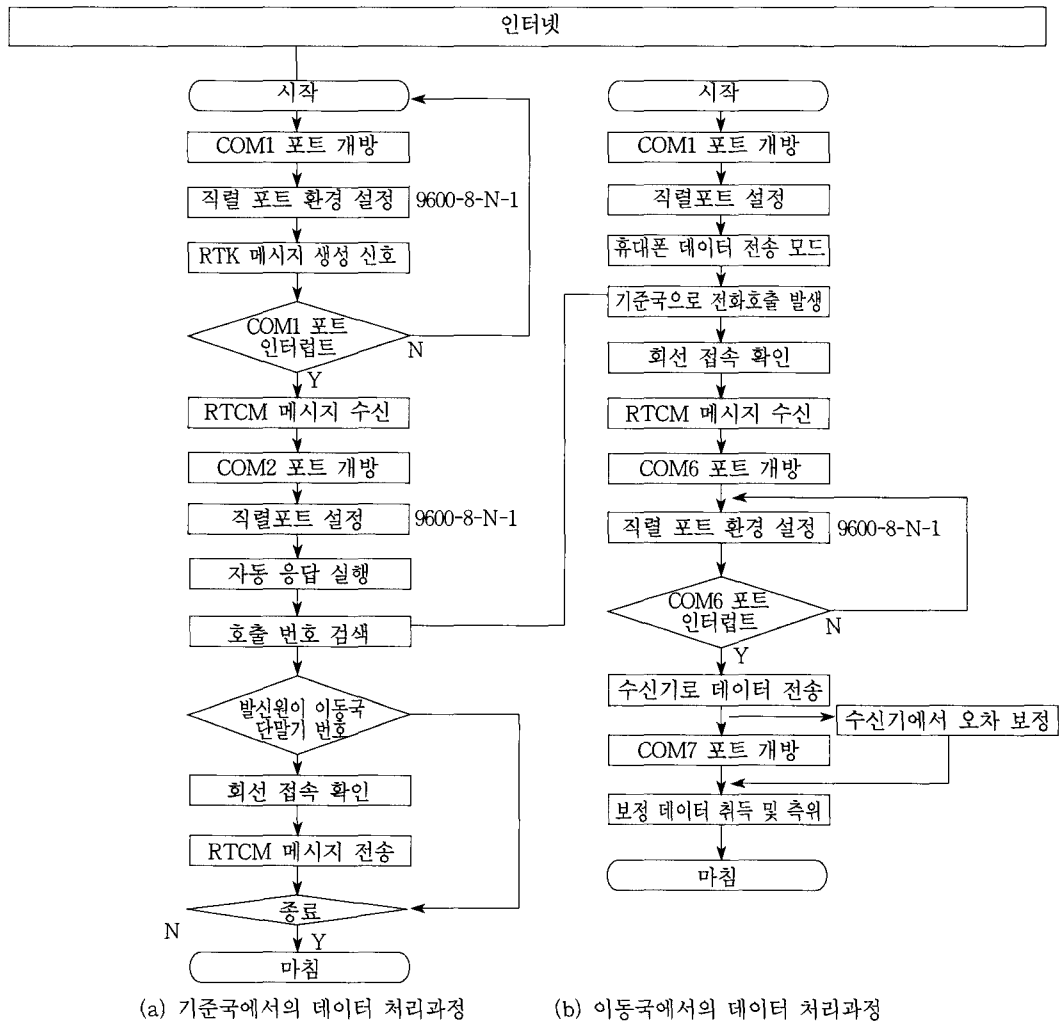 인터넷
시작
COM1 포트 개방
직렬 포트 환경 설정 9600-8-N-1
RTK 메시지 생성 신호
COM1 포트
인터럽트
N
Y
RTCM 메시지 수신
COM2 포트 개방
직렬포트 설정 9600-8-N-1
자동 응답 실행
호출 번호 검색
발신원이 이동국
단말기 번호
회선 접속 확인
RTCM 메시지 전송
종료
N
Y
마침
(a) 기준국에서의 데이터 처리과정
시작
COM1 포트 개방
직렬포트 설정
휴대폰 데이터 전송 모드
기준국으로 전화호출 발생
회선 접속 확인
RTCM 메시지 수신
COM6 포트 개방
직렬 포트 환경 설정 9600-8-N-1
COM6 포트
인터럽트
N
Y
수신기로 데이터 전송
수신기에서 오차 보정
COM7 포트 개방
보정 데이터 취득 및 측위
마침
(b) 이동국에서의 데이터 처리과정